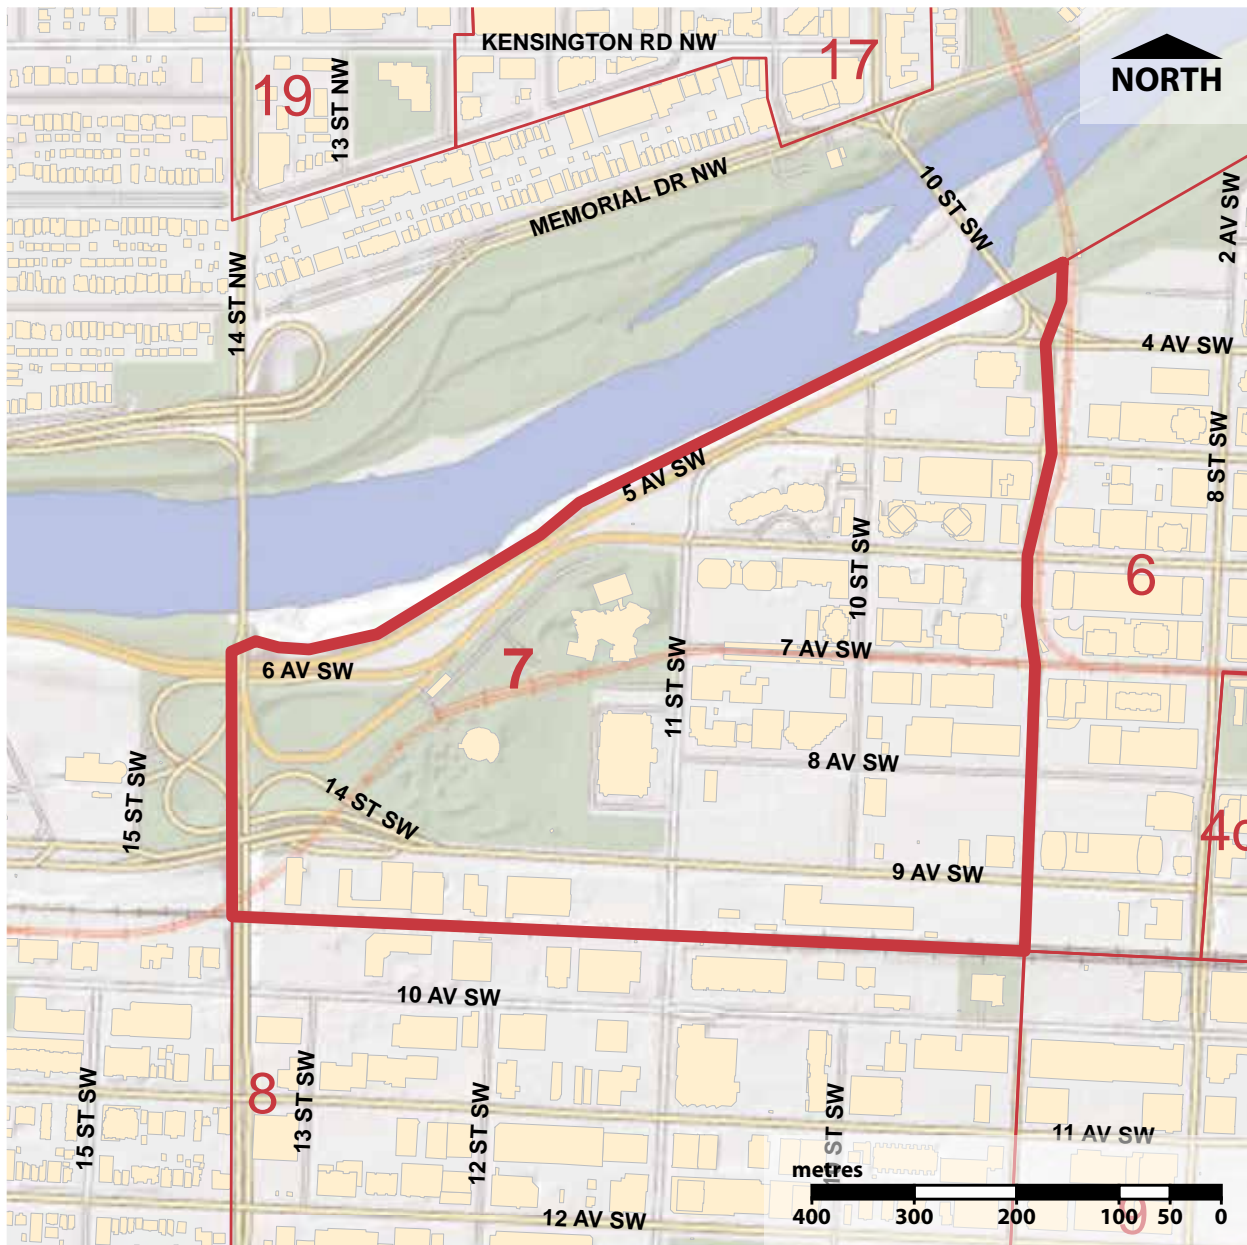 KENSINGTON RD NW
17
NORTH
19
13 ST NW
MEMORIAL DR NW
10 ST SW
2 AV SW
14 ST NW
4 AV SW
8 ST SW
5 AV SW
10 ST SW
6
7 AV SW
6 AV SW
7
11 ST SW
8 AV SW
15 ST SW
14 ST SW
4c
9 AV SW
10 AV SW
8
13 ST SW
15 ST SW
12 ST SW
ST SW
11 AV SW
metres
12 AV SW
400 300 200 100 50 0
9